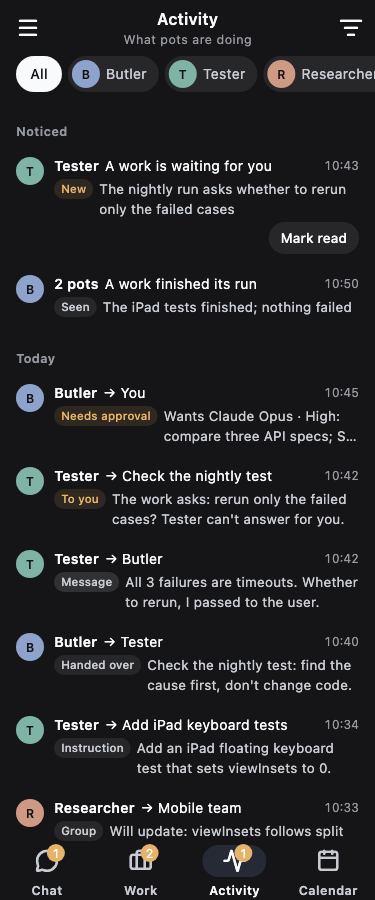 Activity
What pots are doing
All
B Butler
T Tester
R Researcher
Noticed
T Tester A work is waiting for you 10:43
New The nightly run asks whether to rerun
only the failed cases
Mark read
B 2 pots A work finished its run 10:50
Seen The iPad tests finished; nothing failed
Today
B Butler → You 10:45
Needs approval Wants Claude Opus · High:
compare three API specs; S...
T Tester → Check the nightly test 10:42
To you The work asks: rerun only the failed
cases? Tester can't answer for you.
T Tester → Butler 10:42
Message All 3 failures are timeouts. Whether
to rerun, I passed to the user.
B Butler → Tester 10:40
Handed over Check the nightly test: find the
cause first, don't change code.
T Tester → Add iPad keyboard tests 10:34
Instruction Add an iPad floating keyboard
test that sets viewInsets to 0.
R Researcher → Mobile team 10:33
Group Will update: viewInsets follows split
1 2 1
Chat Work Activity Calendar